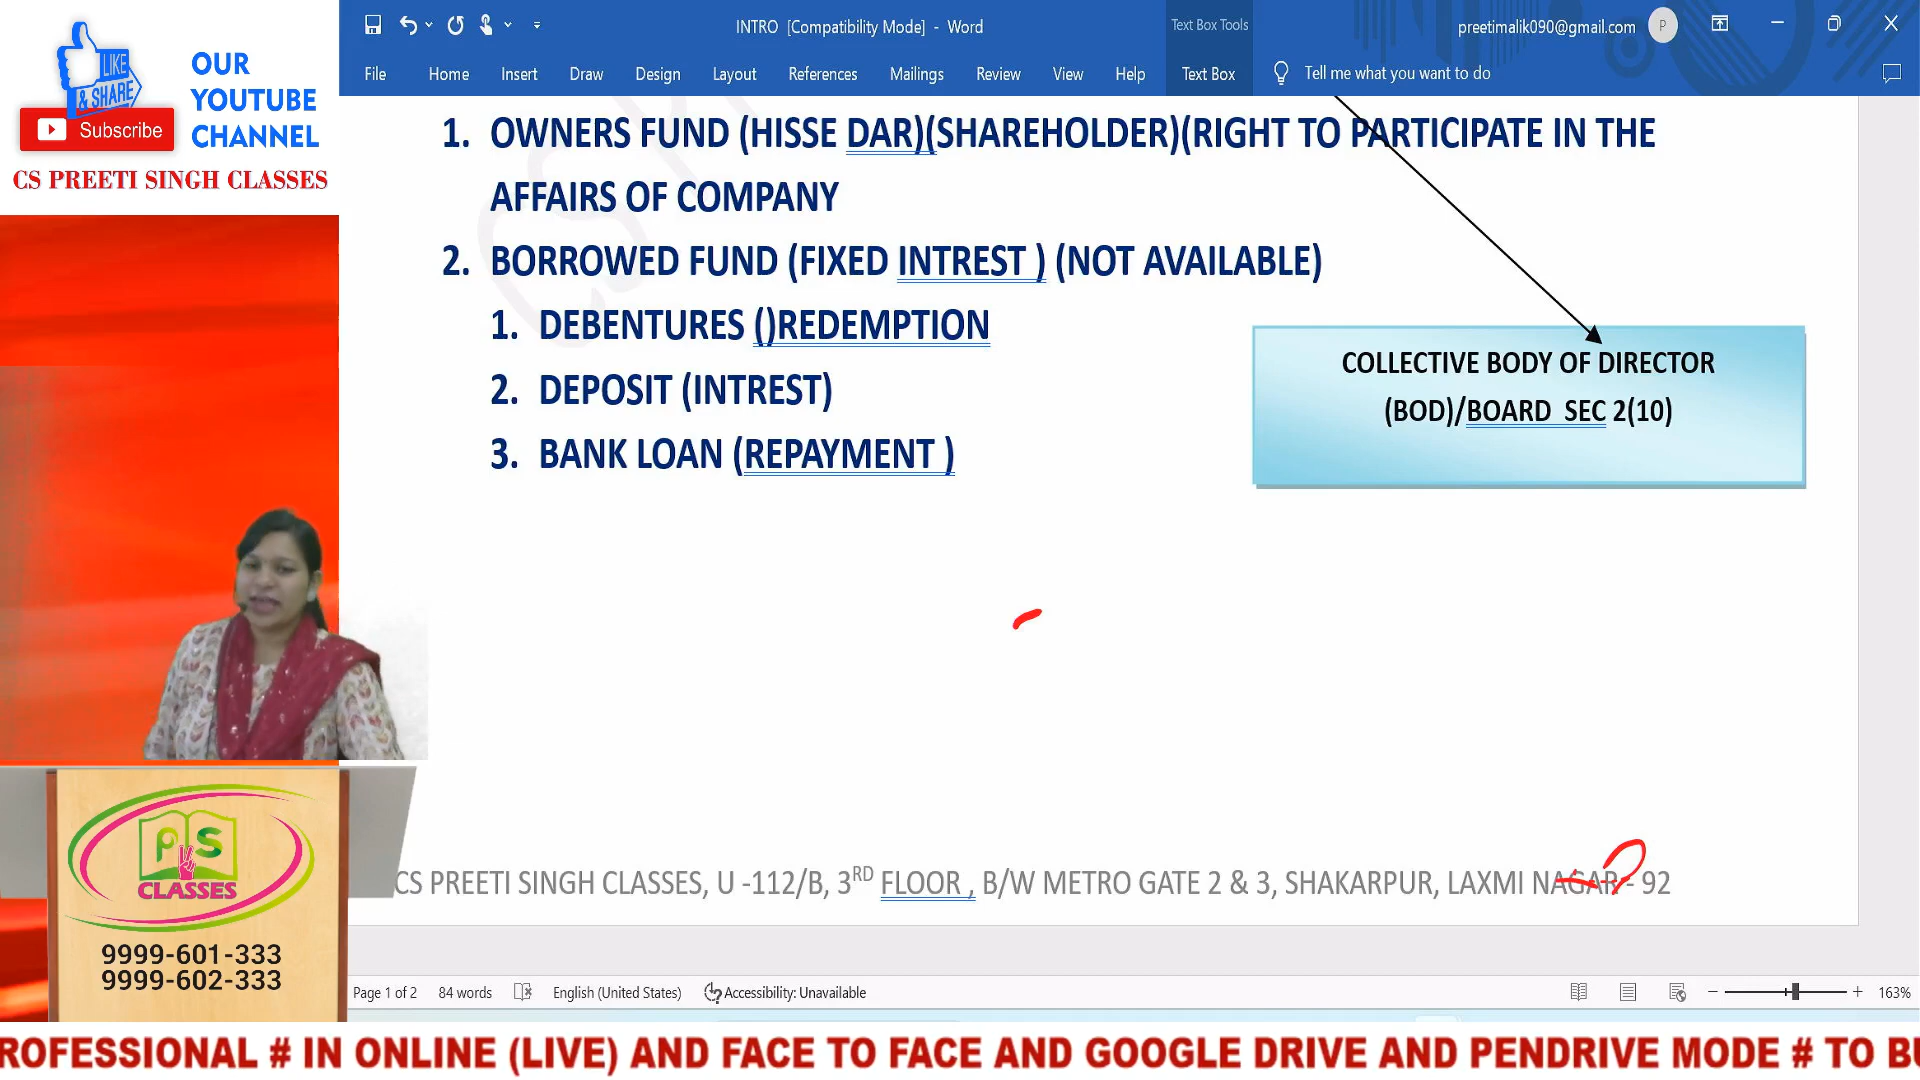 LIKE
& SHARE
Subscribe
OUR
YOUTUBE
CHANNEL
CS PREETI SINGH CLASSES
INTRO [Compatibility Mode] - Word
Text Box Tools
preetimalik090@gmail.com
P
File Home Insert Draw Design Layout References Mailings Review View Help Text Box Tell me what you want to do
1. OWNERS FUND (HISSE DAR)(SHAREHOLDER)(RIGHT TO PARTICIPATE IN THE
AFFAIRS OF COMPANY
2. BORROWED FUND (FIXED INTREST ) (NOT AVAILABLE)
1. DEBENTURES ()REDEMPTION
2. DEPOSIT (INTREST)
3. BANK LOAN (REPAYMENT )
COLLECTIVE BODY OF DIRECTOR
(BOD)/BOARD SEC 2(10)
CS PREETI SINGH CLASSES, U -112/B, 3RD FLOOR , B/W METRO GATE 2 & 3, SHAKARPUR, LAXMI NAGAR - 92
PS
CLASSES
9999-601-333
9999-602-333
Page 1 of 2 84 words English (United States) Accessibility: Unavailable 163%
ROFESSIONAL # IN ONLINE (LIVE) AND FACE TO FACE AND GOOGLE DRIVE AND PENDRIVE MODE # TO BU